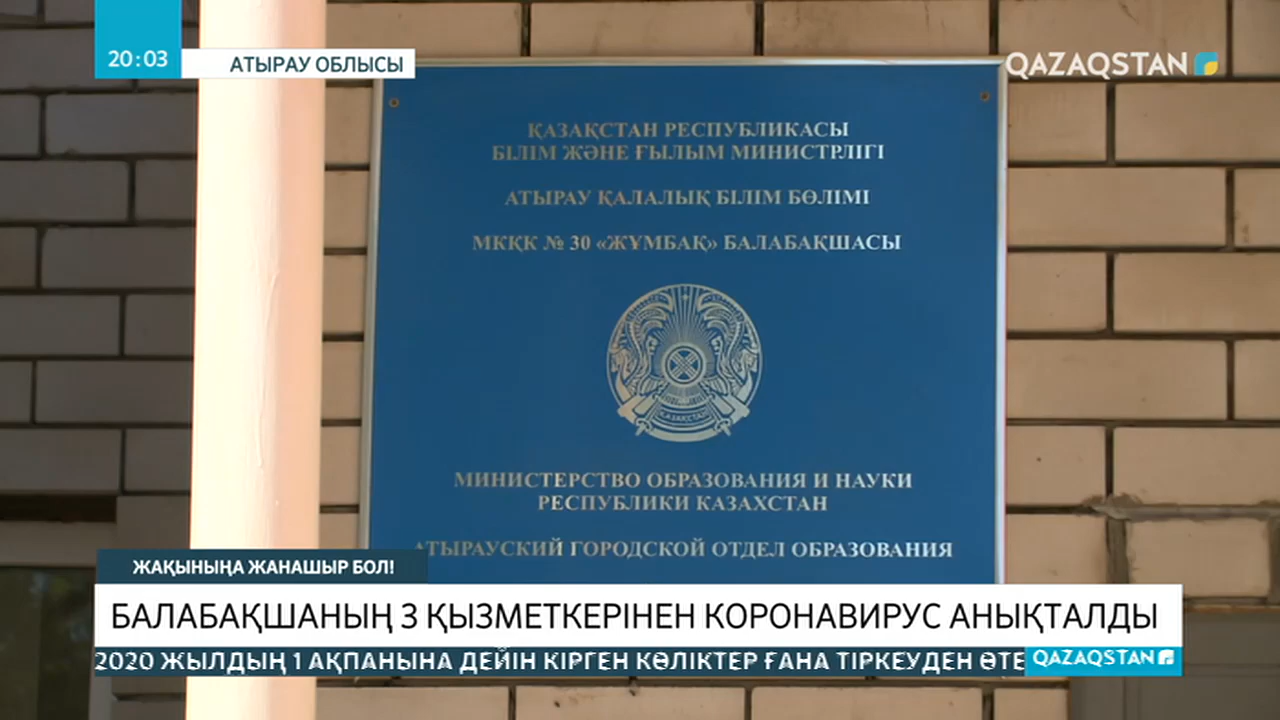 20:03
АТЫРАУ ОБЛЫСЫ
QAZAQSTAN
ҚАЗАҚСТАН РЕСПУБЛИКАСЫ
БІЛІМ ЖӘНЕ ҒЫЛЫМ МИНИСТРЛІГІ
АТЫРАУ ҚАЛАЛЫҚ БІЛІМ БӨЛІМІ
МКҚК № 30 «ЖҰМБАҚ» БАЛАБАҚШАСЫ
ҚАЗАҚСТАН
МИНИСТЕРСТВО ОБРАЗОВАНИЯ И НАУКИ
РЕСПУБЛИКИ КАЗАХСТАН
АТЫРАУСКИЙ ГОРОДСКОЙ ОТДЕЛ ОБРАЗОВАНИЯ
ЖАҚЫНЫҢА ЖАНАШЫР БОЛ!
БАЛАБАҚШАНЫҢ 3 ҚЫЗМЕТКЕРІНЕН КОРОНАВИРУС АНЫҚТАЛДЫ
2020 ЖЫЛДЫҢ 1 АҚПАНЫНА ДЕЙІН КІРГЕН КӨЛІКТЕР ҒАНА ТІРКЕУДЕН ӨТЕ
QAZAQSTAN